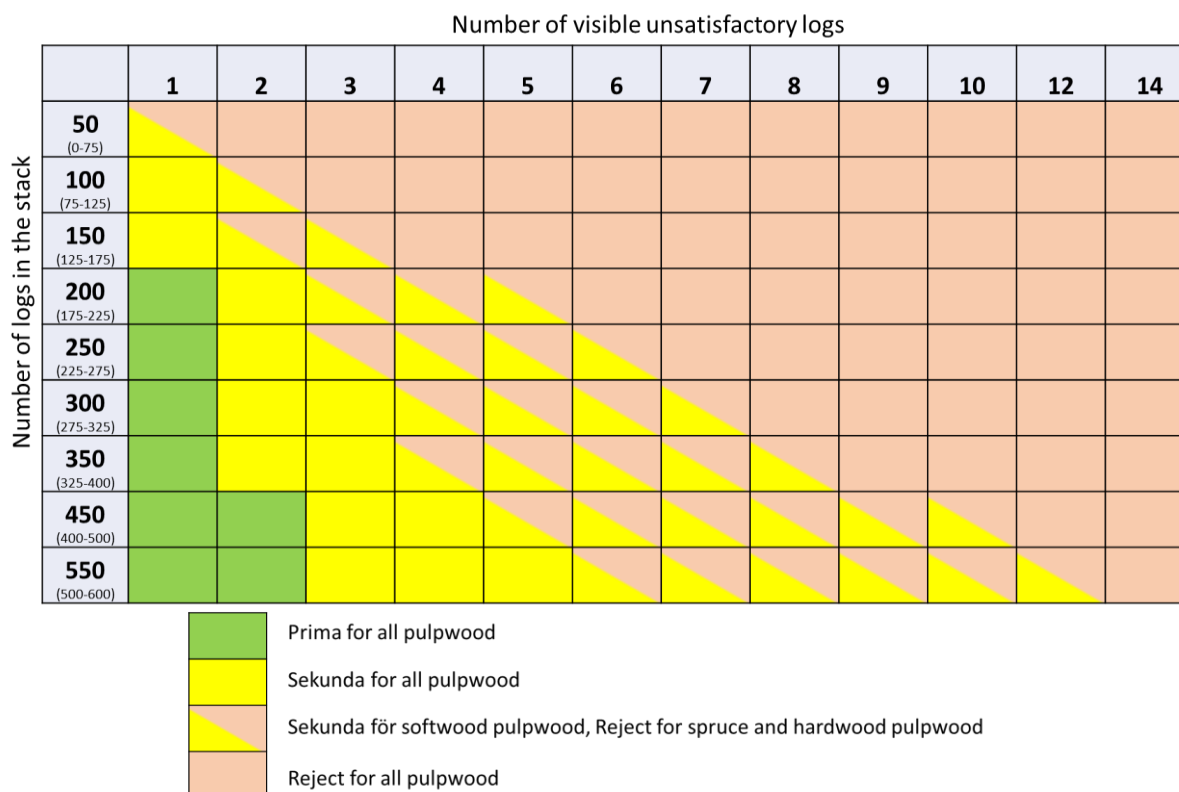 Number of visible unsatisfactory logs
1 2 3 4 5 6 7 8 9 10 12 14
Number of logs in the stack
50
(0-75)
100
(75-125)
150
(125-175)
200
(175-225)
250
(225-275)
300
(275-325)
350
(325-400)
450
(400-500)
550
(500-600)
Prima for all pulpwood
Sekunda for all pulpwood
Sekunda för softwood pulpwood, Reject for spruce and hardwood pulpwood
Reject for all pulpwood